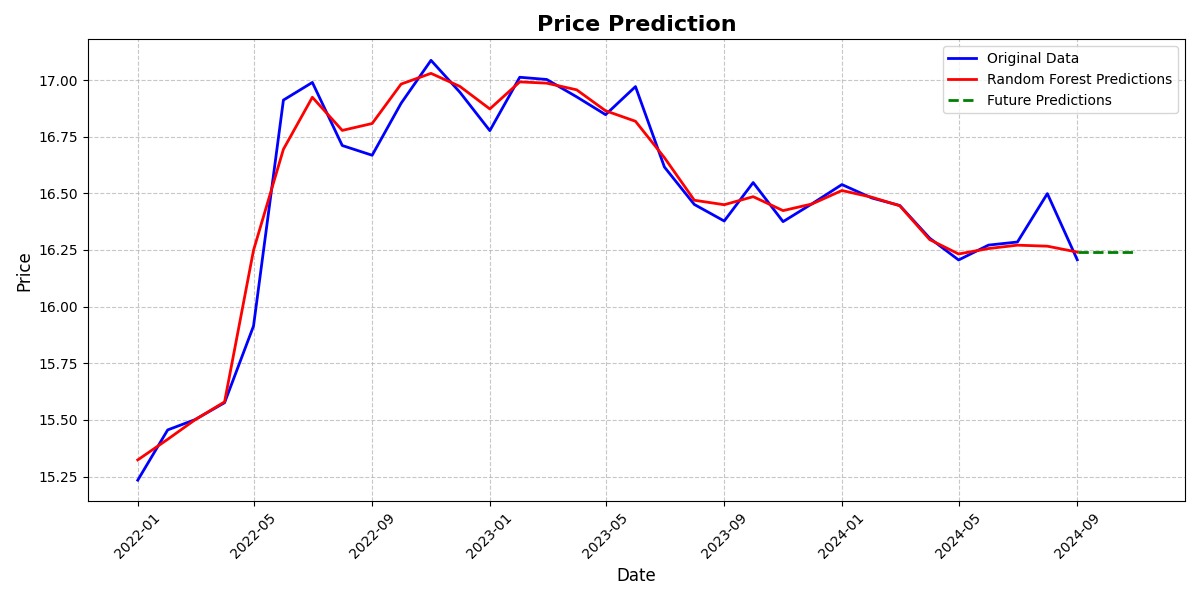 Price Prediction
Original Data
Random Forest Predictions
Future Predictions
Price
17.00
16.75
16.50
16.25
16.00
15.75
15.50
15.25
2022-01
2022-05
2022-09
2023-01
2023-05
2023-09
2024-01
2024-05
2024-09
Date